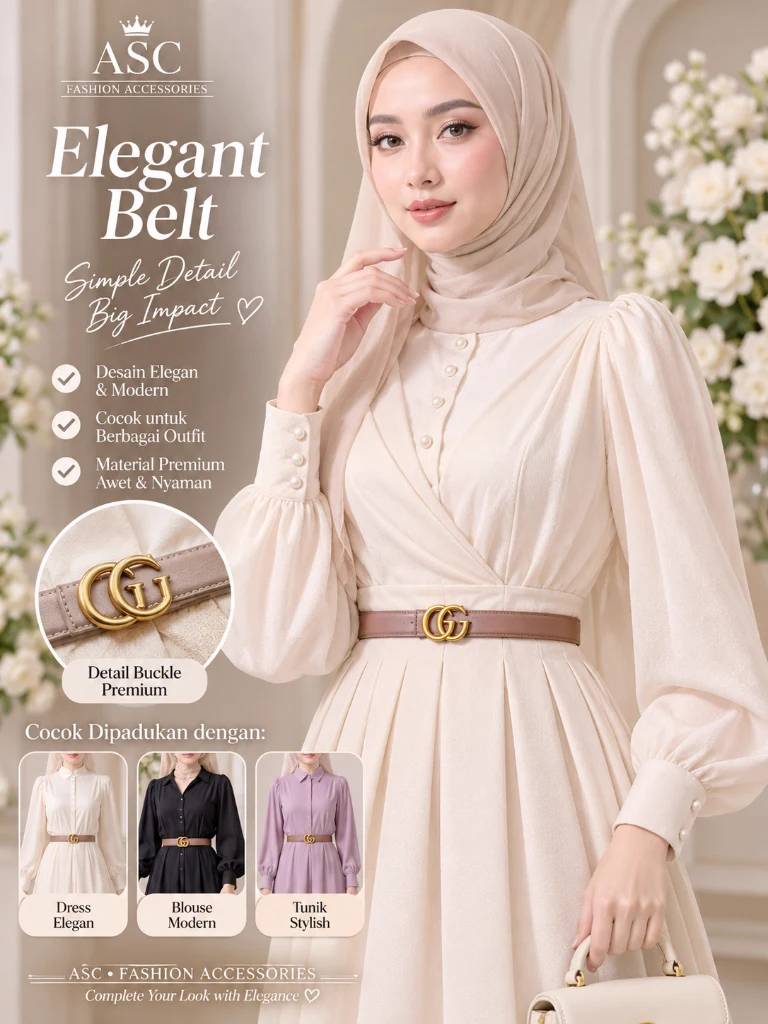 ASC
FASHION ACCESSORIES
Elegant
Belt
Simple Detail
Big Impact
Desain Elegan
& Modern
Cocok untuk
Berbagai Outfit
Material Premium
Awet & Nyaman
GG
Detail Buckle
Premium
Cocok Dipadukan dengan:
Dress
Elegan
Blouse
Modern
Tunik
Stylish
ASC • FASHION ACCESSORIES
Complete Your Look with Elegance